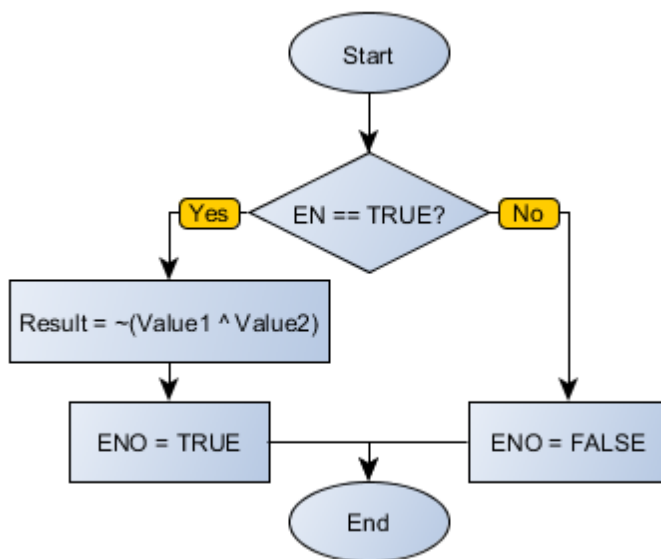 Start
EN == TRUE?
Yes
No
Result = ~(Value1 ^ Value2)
ENO = TRUE
ENO = FALSE
End